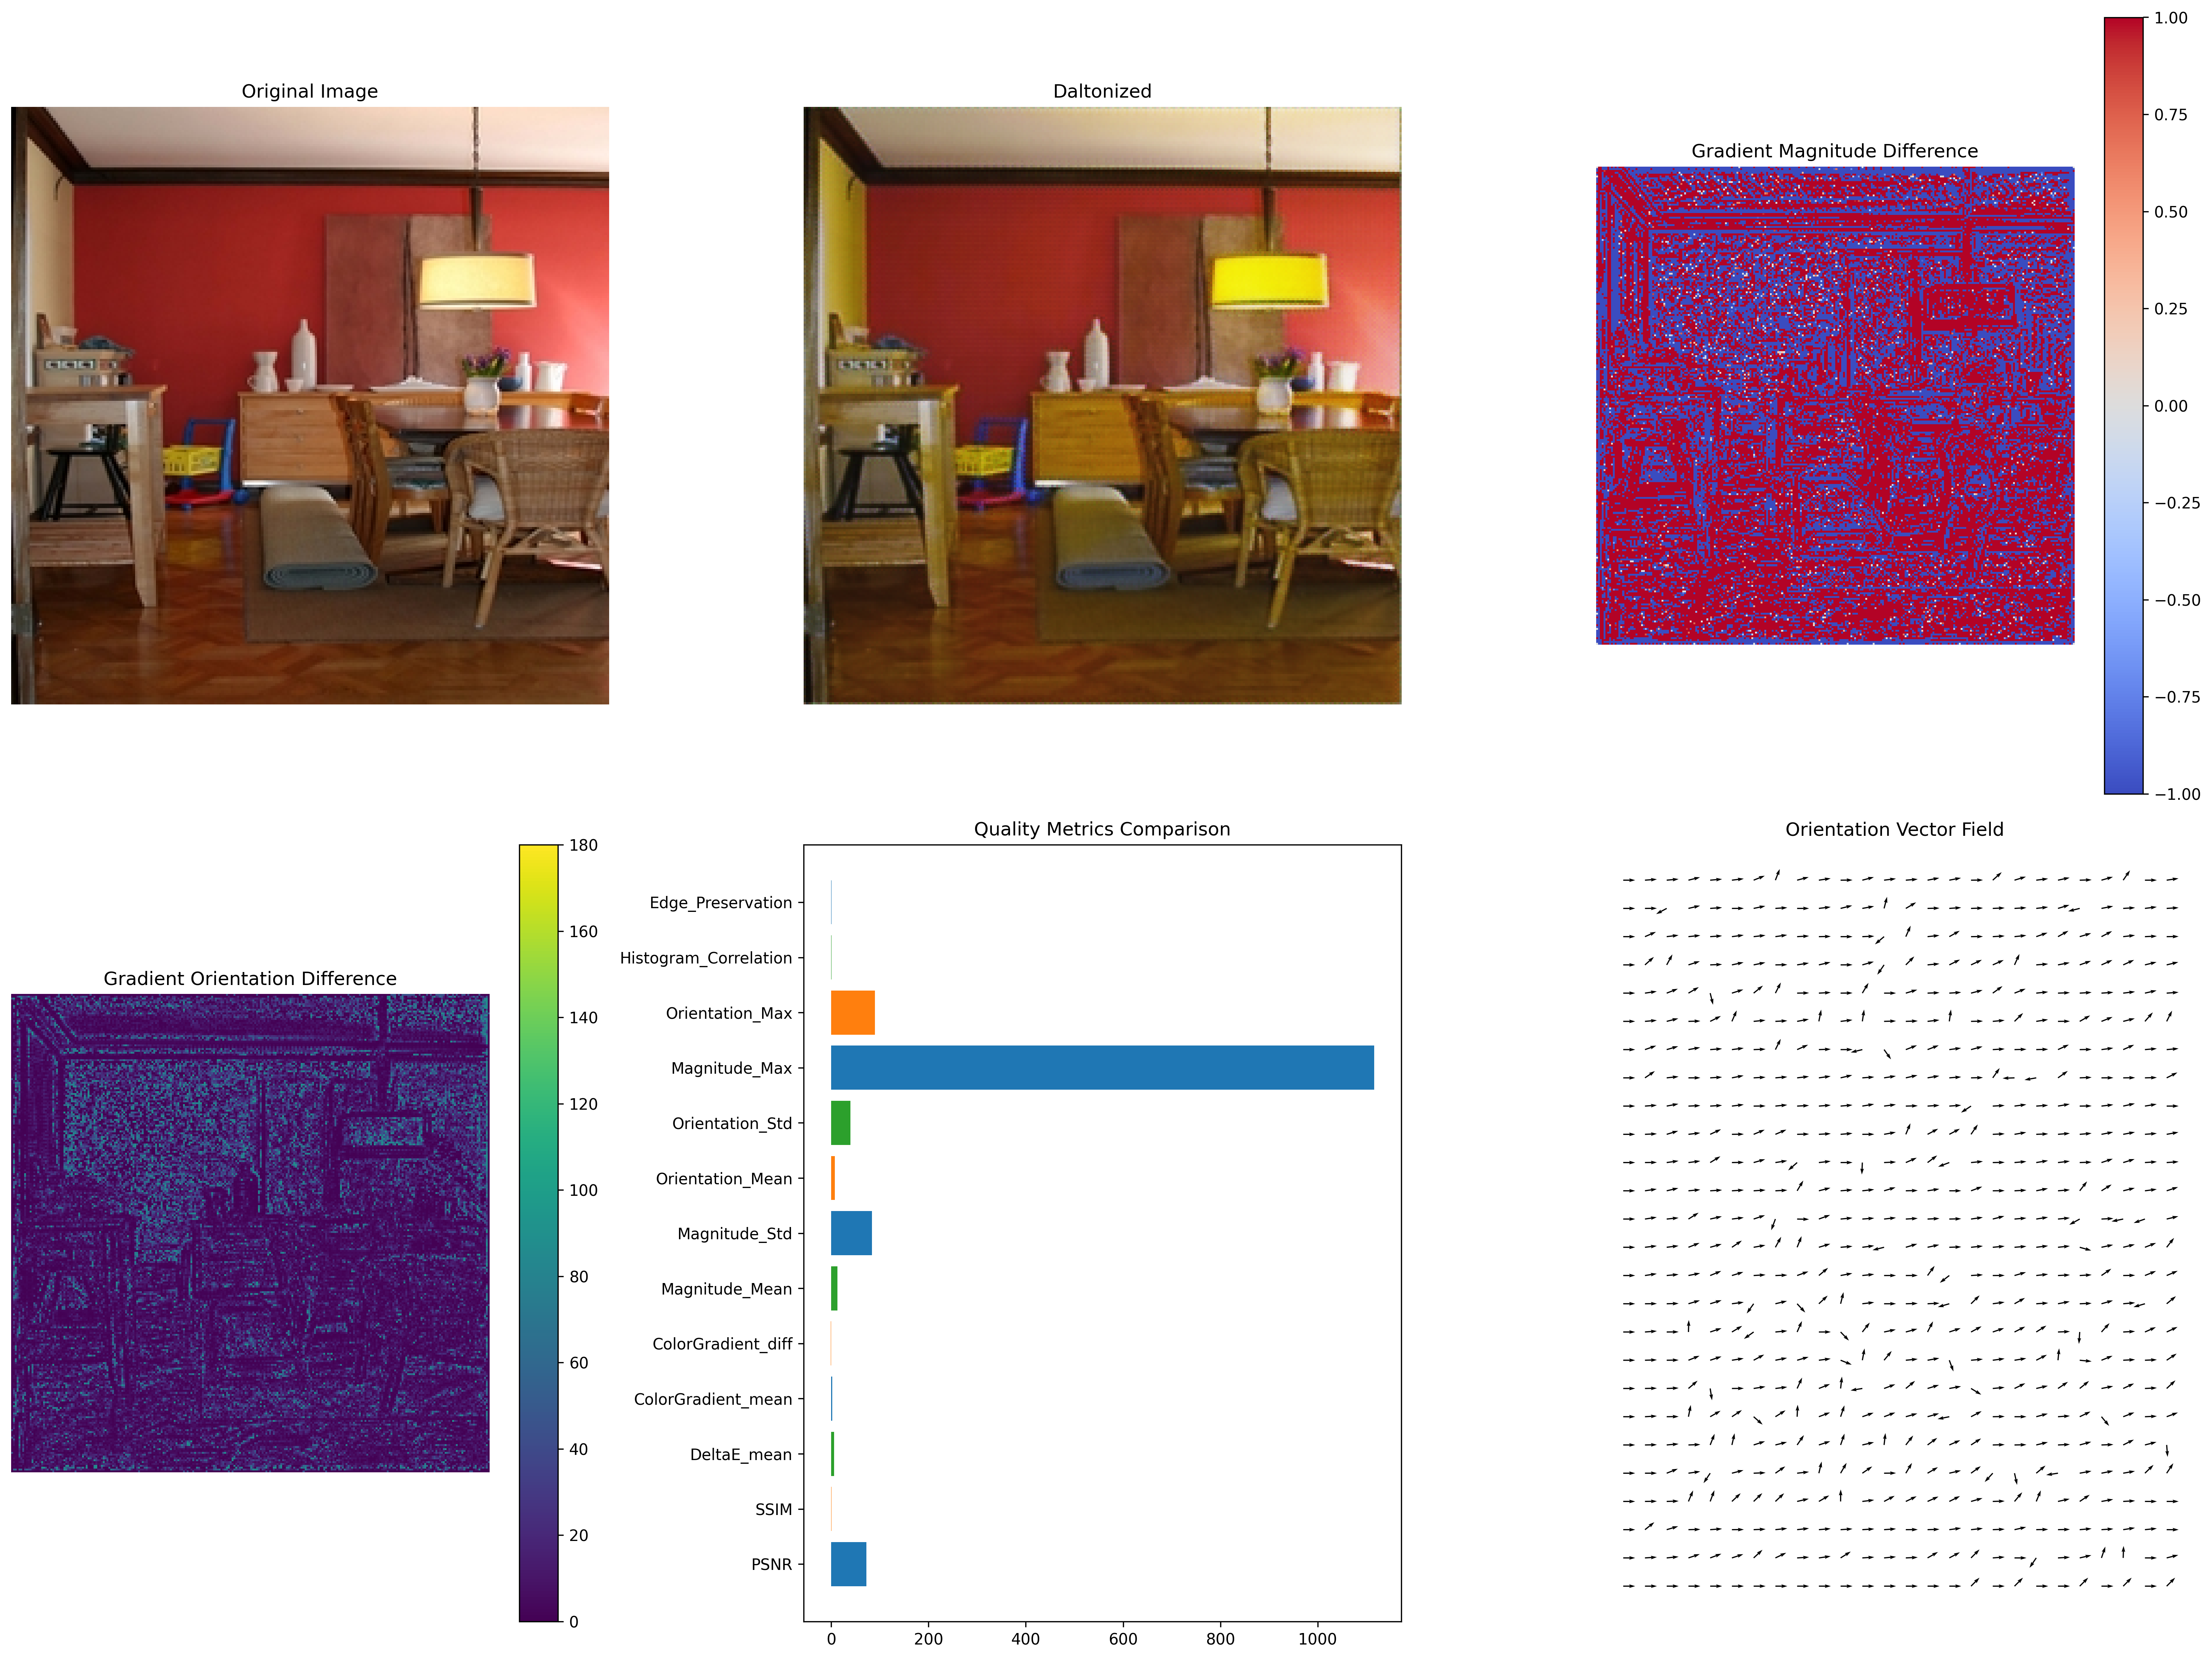 Original Image
Daltonized
Gradient Magnitude Difference
1.00
0.75
0.50
0.25
0.00
−0.25
−0.50
−0.75
−1.00
Gradient Orientation Difference
180
160
140
120
100
80
60
40
20
0
Quality Metrics Comparison
Edge_Preservation
Histogram_Correlation
Orientation_Max
Magnitude_Max
Orientation_Std
Orientation_Mean
Magnitude_Std
Magnitude_Mean
ColorGradient_diff
ColorGradient_mean
DeltaE_mean
SSIM
PSNR
0 200 400 600 800 1000
Orientation Vector Field